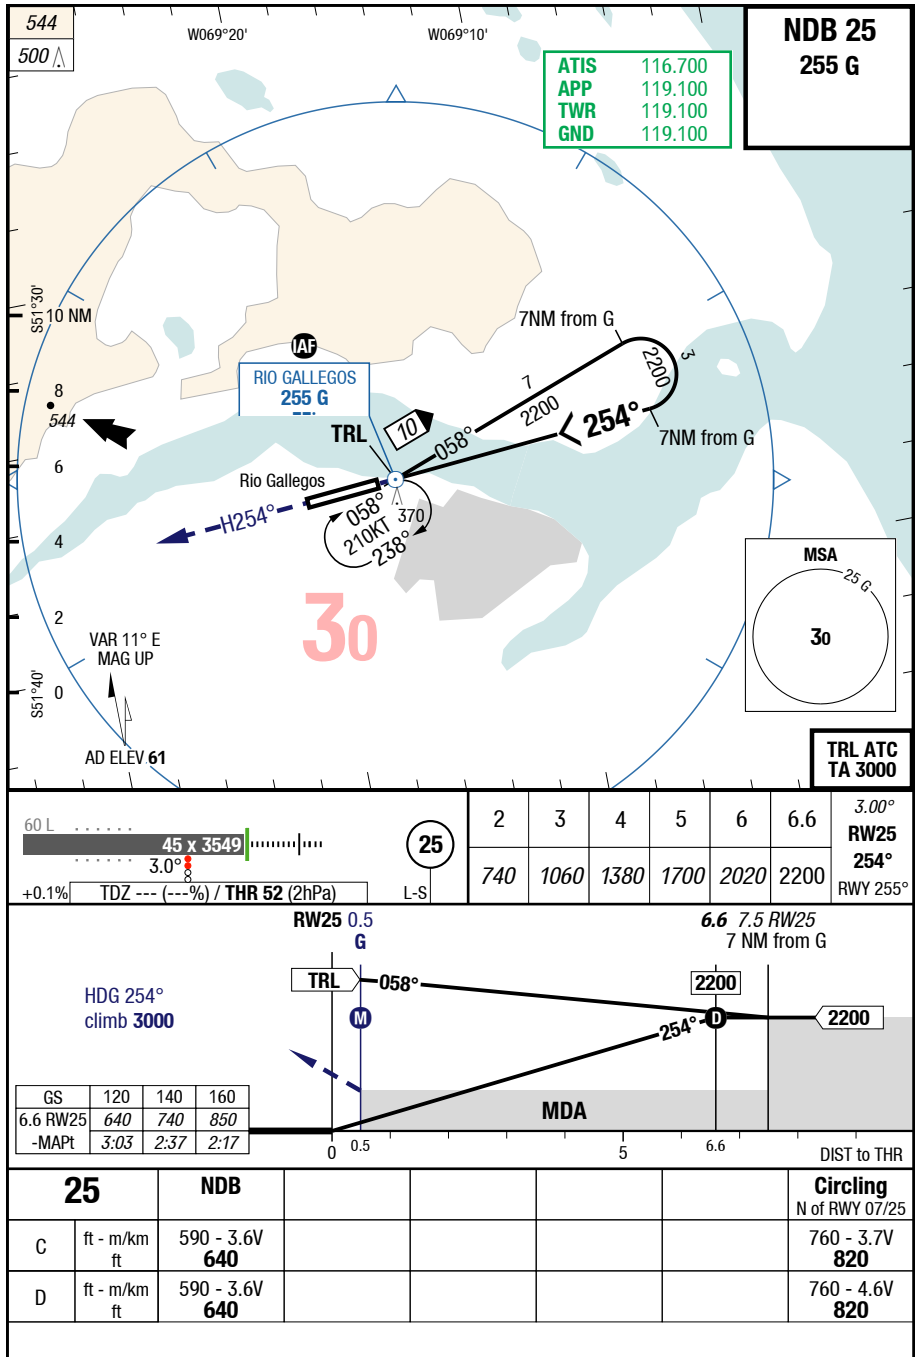 544
500
W069°20'
W069°10'
NDB 25
255 G
ATIS 116.700
APP 119.100
TWR 119.100
GND 119.100
S51°30'
10 NM
8
544
6
4
2
0
S51°40'
IAF
RIO GALLEGOS
255 G
TRL
10
7NM from G
7
2200
2200
3
058°
254°
7NM from G
Rio Gallegos
H254°
058°
210KT
238°
370
30
MSA
25 G
30
VAR 11° E
MAG UP
AD ELEV 61
TRL ATC
TA 3000
60 L
45 x 3549
3.0°
+0.1%
TDZ --- (---%) / THR 52 (2hPa)
25
L-S
2 3 4 5 6 6.6
740 1060 1380 1700 2020 2200
3.00°
RW25
254°
RWY 255°
RW25 0.5
G
6.6 7.5 RW25
7 NM from G
TRL
058°
2200
HDG 254°
climb 3000
M
254°
D
2200
MDA
GS 120 140 160
6.6 RW25 640 740 850
-MAPt 3:03 2:37 2:17
0 0.5 5 6.6
DIST to THR
25 NDB Circling
N of RWY 07/25
C ft - m/km 590 - 3.6V 760 - 3.7V
ft 640 820
D ft - m/km 590 - 3.6V 760 - 4.6V
ft 640 820